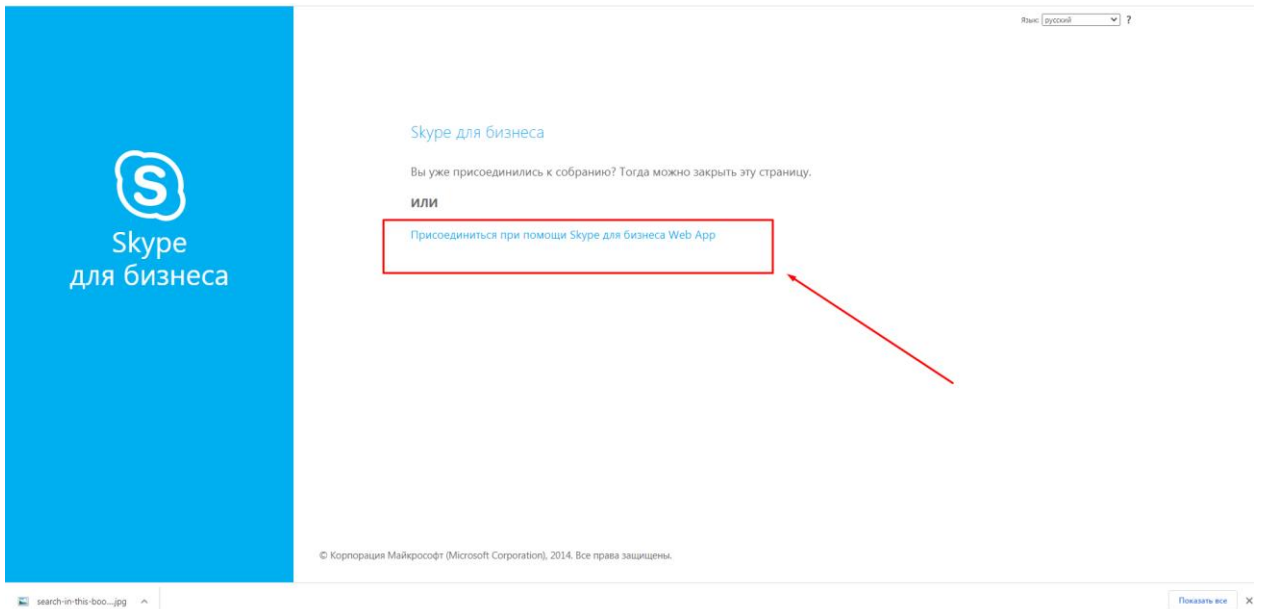 Язык: русский ?
Skype для бизнеса
Вы уже присоединились к собранию? Тогда можно закрыть эту страницу.
ИЛИ
Присоединиться при помощи Skype для бизнеса Web App
Skype
для бизнеса
© Корпорация Майкрософт (Microsoft Corporation), 2014. Все права защищены.
search-in-this-boo....jpg
Показать все